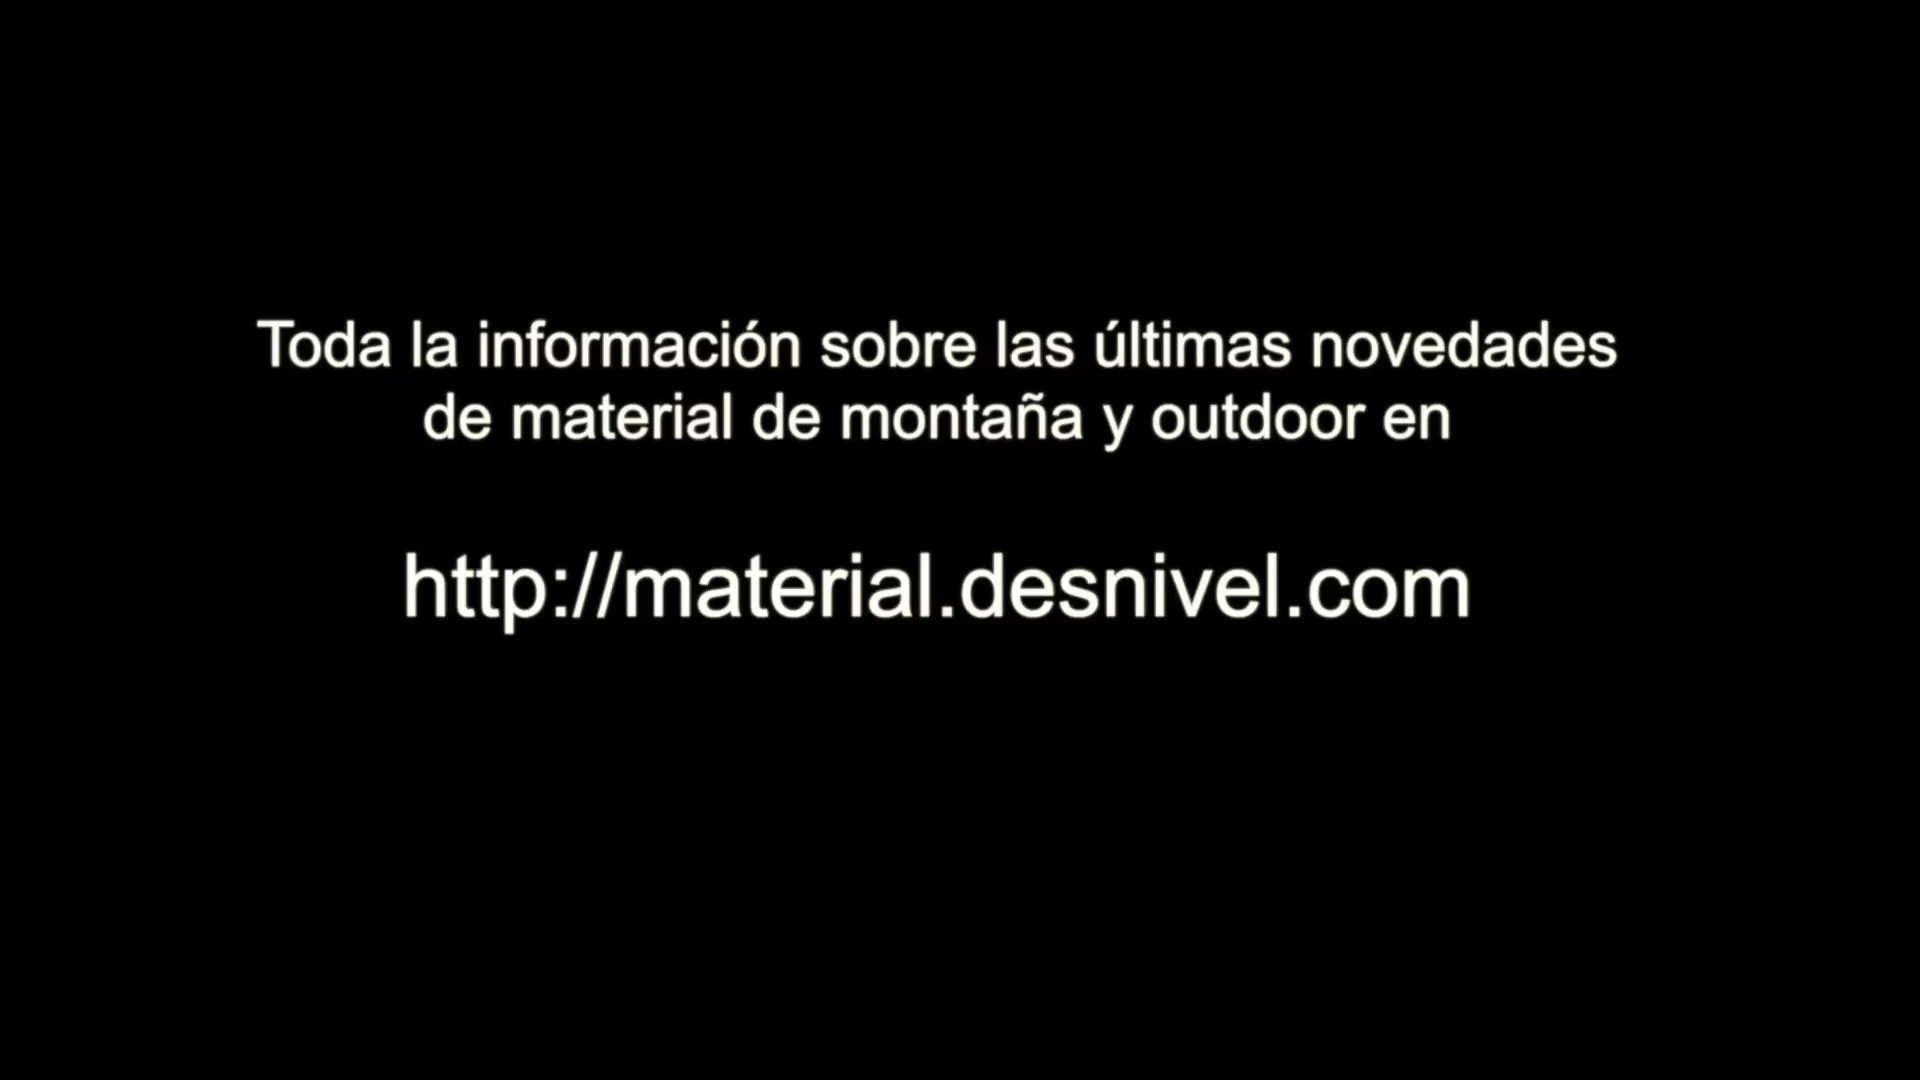 Toda la información sobre las últimas novedades
de material de montaña y outdoor en
http://material.desnivel.com